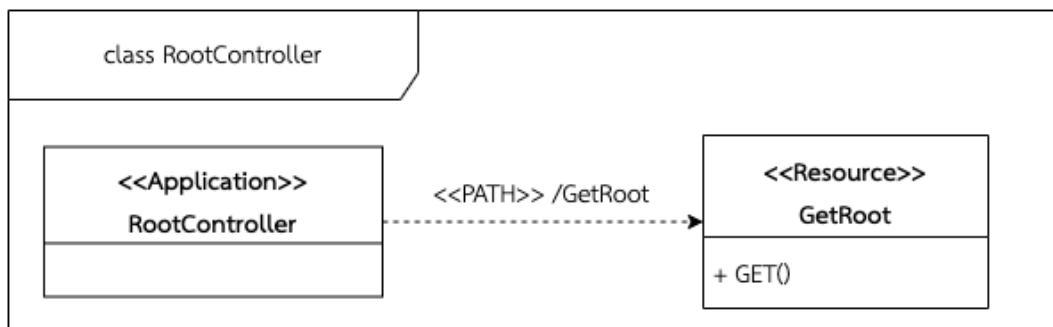 class RootController
<<Application>>
RootController
<<PATH>> /GetRoot
<<Resource>>
GetRoot
+ GET()